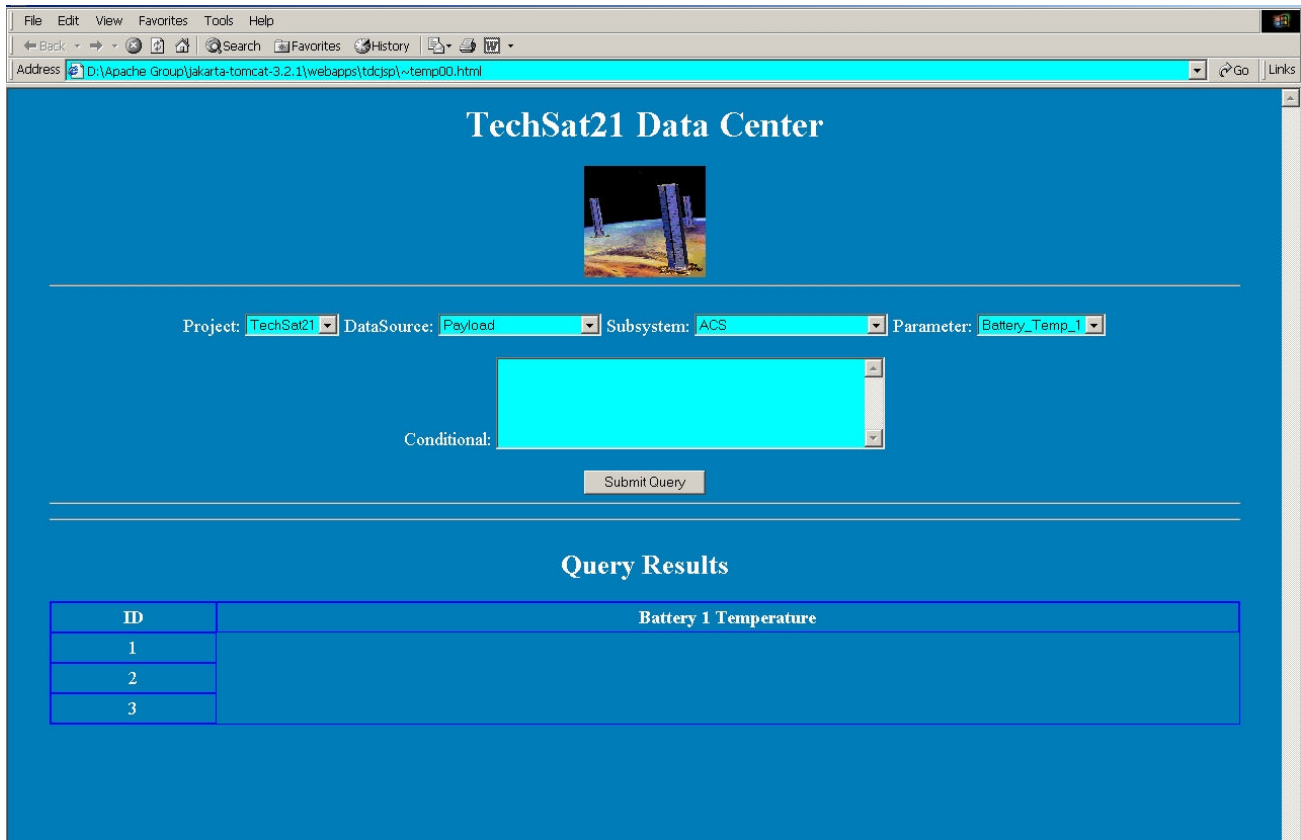 File Edit View Favorites Tools Help
Back Search Favorites History
Address D:\Apache Group\jakarta-tomcat-3.2.1\webapps\tdcjsp\~temp00.html Go Links
TechSat21 Data Center
Project: TechSat21 DataSource: Payload Subsystem: ACS Parameter: Battery_Temp_1
Conditional:
Submit Query
Query Results
ID Battery 1 Temperature
1
2
3